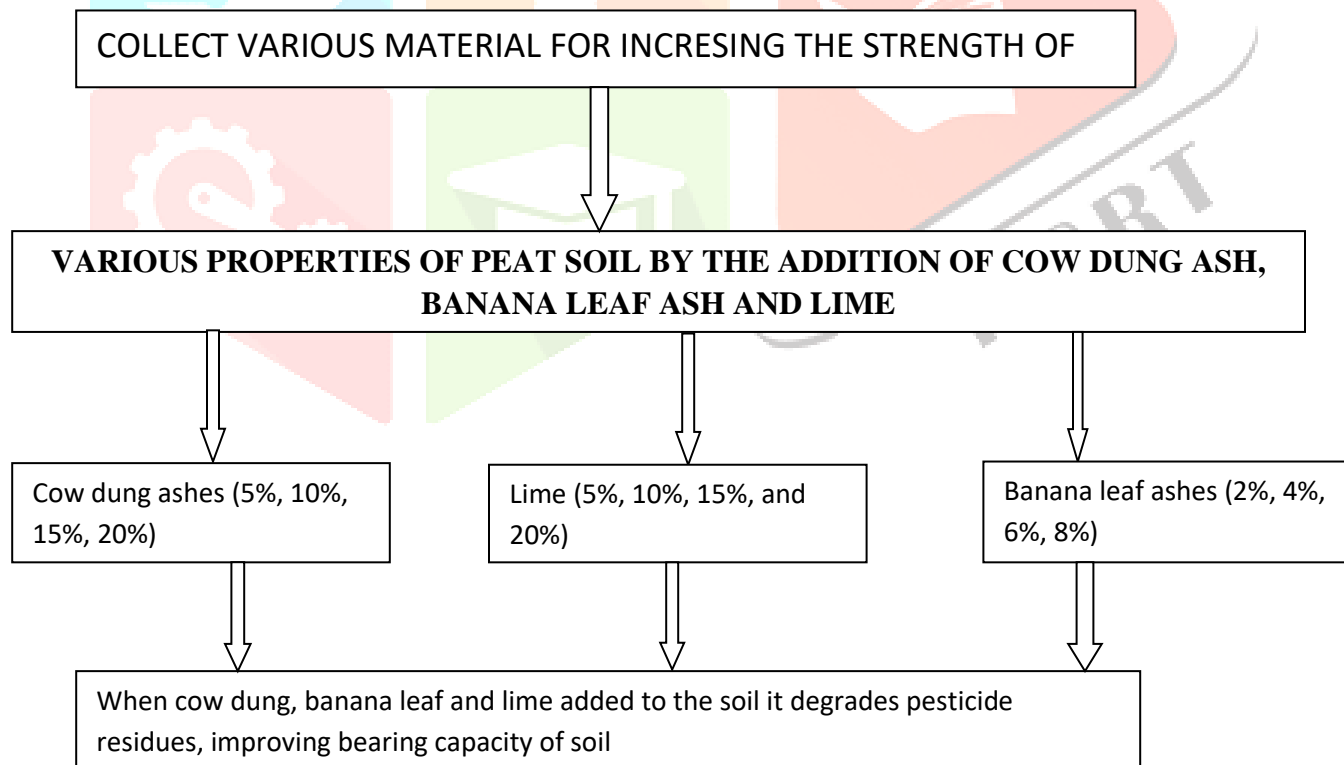 COLLECT VARIOUS MATERIAL FOR INCRESING THE STRENGTH OF
VARIOUS PROPERTIES OF PEAT SOIL BY THE ADDITION OF COW DUNG ASH,
BANANA LEAF ASH AND LIME
Cow dung ashes (5%, 10%,
15%, 20%)
Lime (5%, 10%, 15%, and
20%)
Banana leaf ashes (2%, 4%,
6%, 8%)
When cow dung, banana leaf and lime added to the soil it degrades pesticide
residues, improving bearing capacity of soil